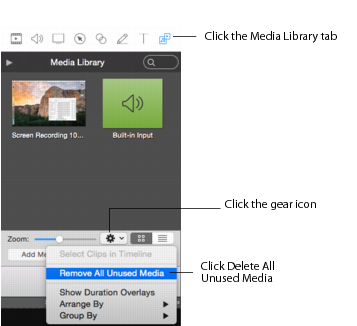 Click the Media Library tab
Media Library
Screen Recording 10...
Built-in Input
Click the gear icon
Zoom:
Add Me
Select Clips in Timeline
Remove All Unused Media
Click Delete All
Unused Media
Show Duration Overlays
Arrange By
Group By